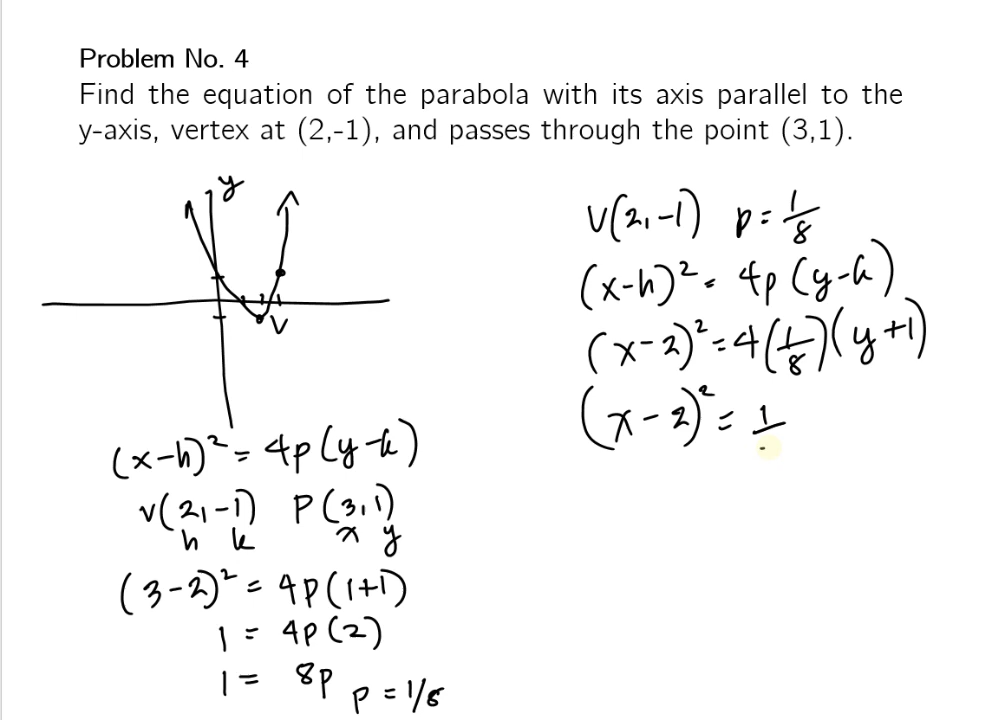 Problem No. 4
Find the equation of the parabola with its axis parallel to the
y-axis, vertex at (2,-1), and passes through the point (3,1).
y
V
(x-h)² = 4p(y-k)
V(2,-1) P(3,1)
h k x y
(3-2)² = 4p(1+1)
1 = 4p(2)
1 = 8p p = 1/8
V(2,-1) p = 1/8
(x-h)² = 4p(y-k)
(x-2)² = 4(1/8)(y+1)
(x-2)² = 1/